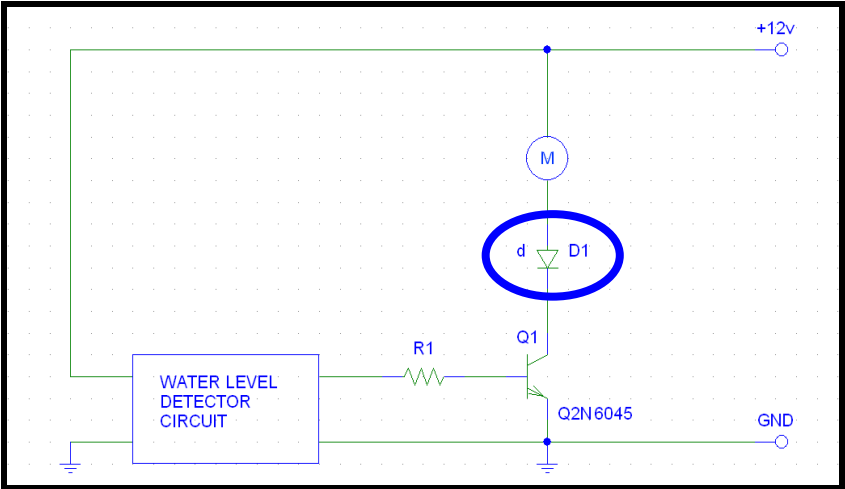 +12v
M
d D1
Q1
R1
WATER LEVEL
DETECTOR
CIRCUIT
Q2N6045
GND